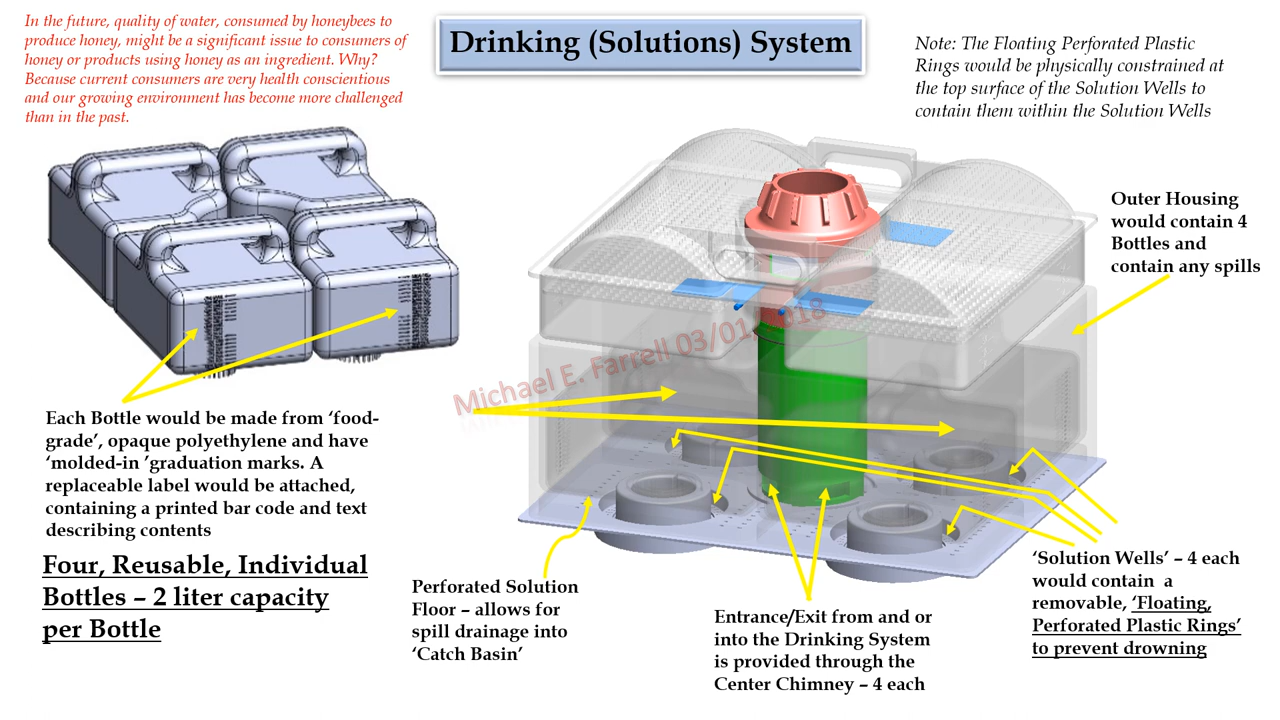 In the future, quality of water, consumed by honeybees to
produce honey, might be a significant issue to consumers of
honey or products using honey as an ingredient. Why?
Because current consumers are very health conscientious
and our growing environment has become more challenged
than in the past.
Drinking (Solutions) System
Note: The Floating Perforated Plastic
Rings would be physically constrained at
the top surface of the Solution Wells to
contain them within the Solution Wells
Outer Housing
would contain 4
Bottles and
contain any spills
Michael E. Farrell 03/01/2018
Each Bottle would be made from ‘food-
grade’, opaque polyethylene and have
‘molded-in ‘graduation marks. A
replaceable label would be attached,
containing a printed bar code and text
describing contents
Four, Reusable, Individual
Bottles – 2 liter capacity
per Bottle
Perforated Solution
Floor – allows for
spill drainage into
‘Catch Basin’
Entrance/Exit from and or
into the Drinking System
is provided through the
Center Chimney – 4 each
‘Solution Wells’ – 4 each
would contain a
removable, ‘Floating,
Perforated Plastic Rings’
to prevent drowning